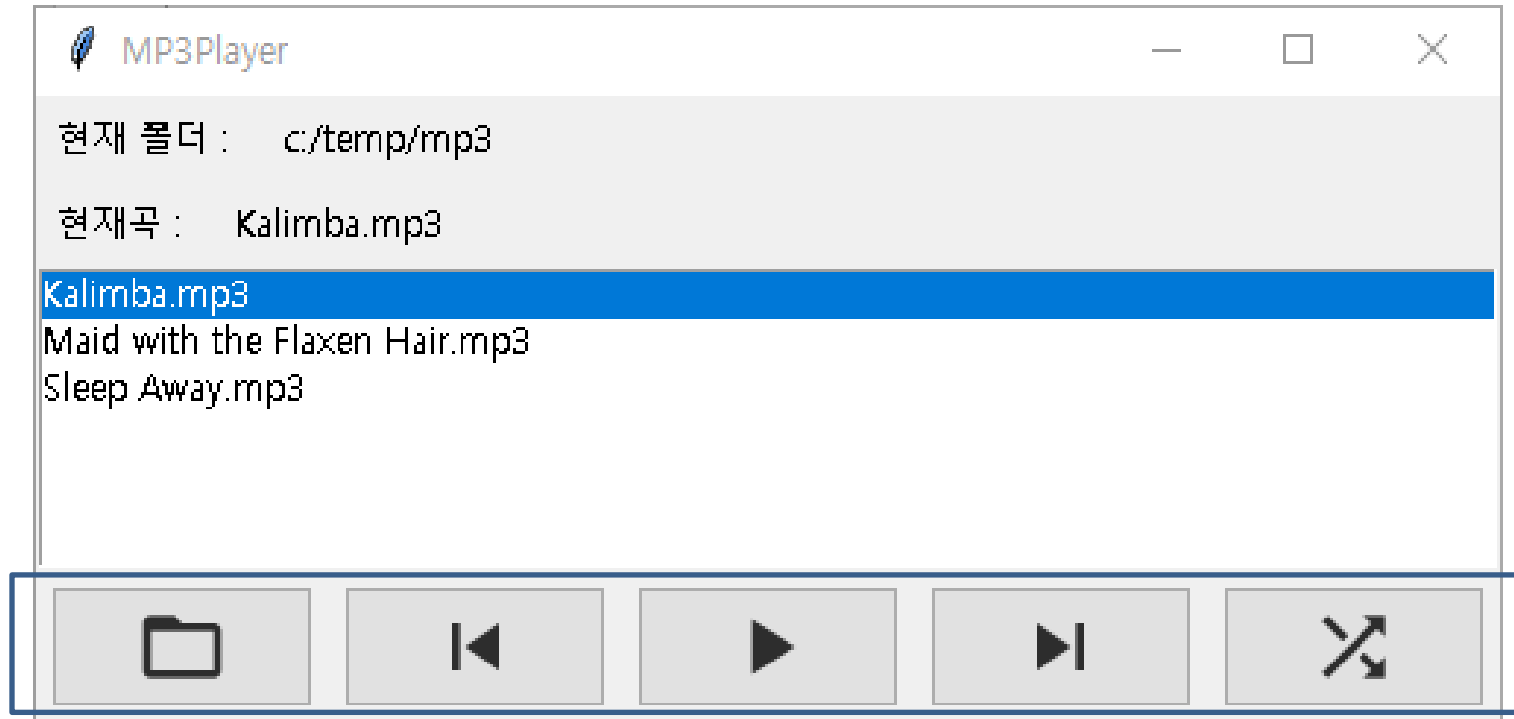 MP3Player
현재 폴더 : c:/temp/mp3
현재곡 : Kalimba.mp3
Kalimba.mp3
Maid with the Flaxen Hair.mp3
Sleep Away.mp3